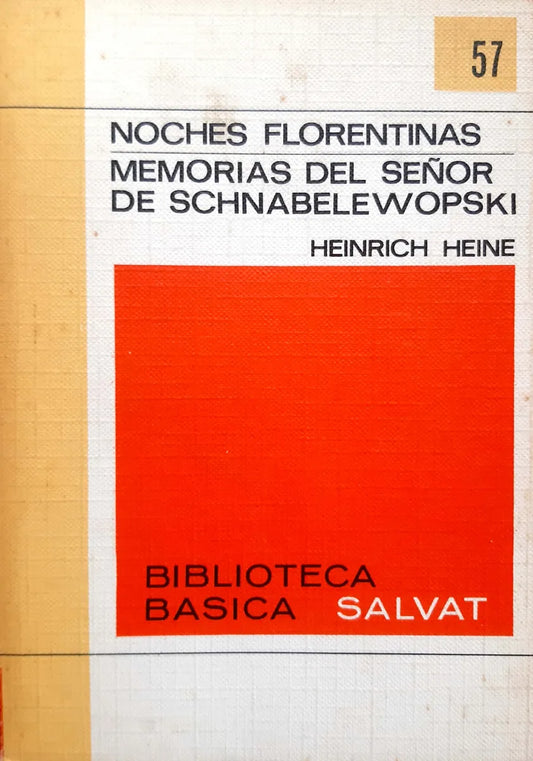 57
NOCHES FLORENTINAS
MEMORIAS DEL SEÑOR
DE SCHNABELEWOPSKI
HEINRICH HEINE
BIBLIOTECA
BASICA SALVAT